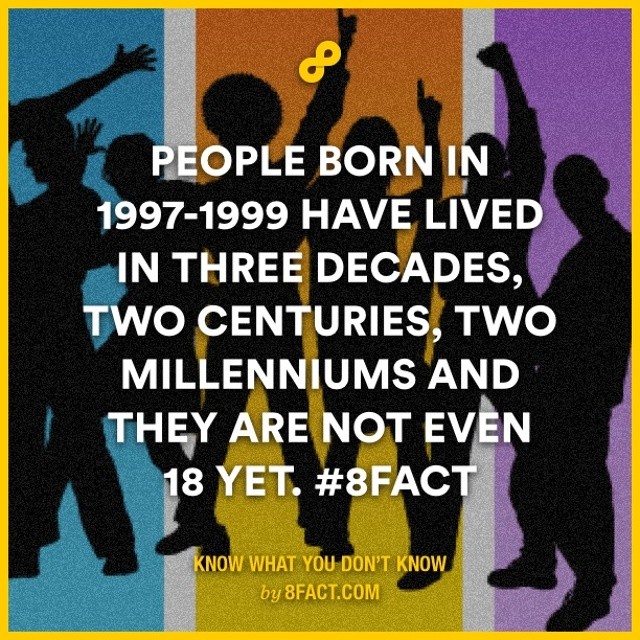 PEOPLE BORN IN
1997-1999 HAVE LIVED
IN THREE DECADES,
TWO CENTURIES, TWO
MILLENNIUMS AND
THEY ARE NOT EVEN
18 YET. #8FACT
KNOW WHAT YOU DON'T KNOW
by 8FACT.COM